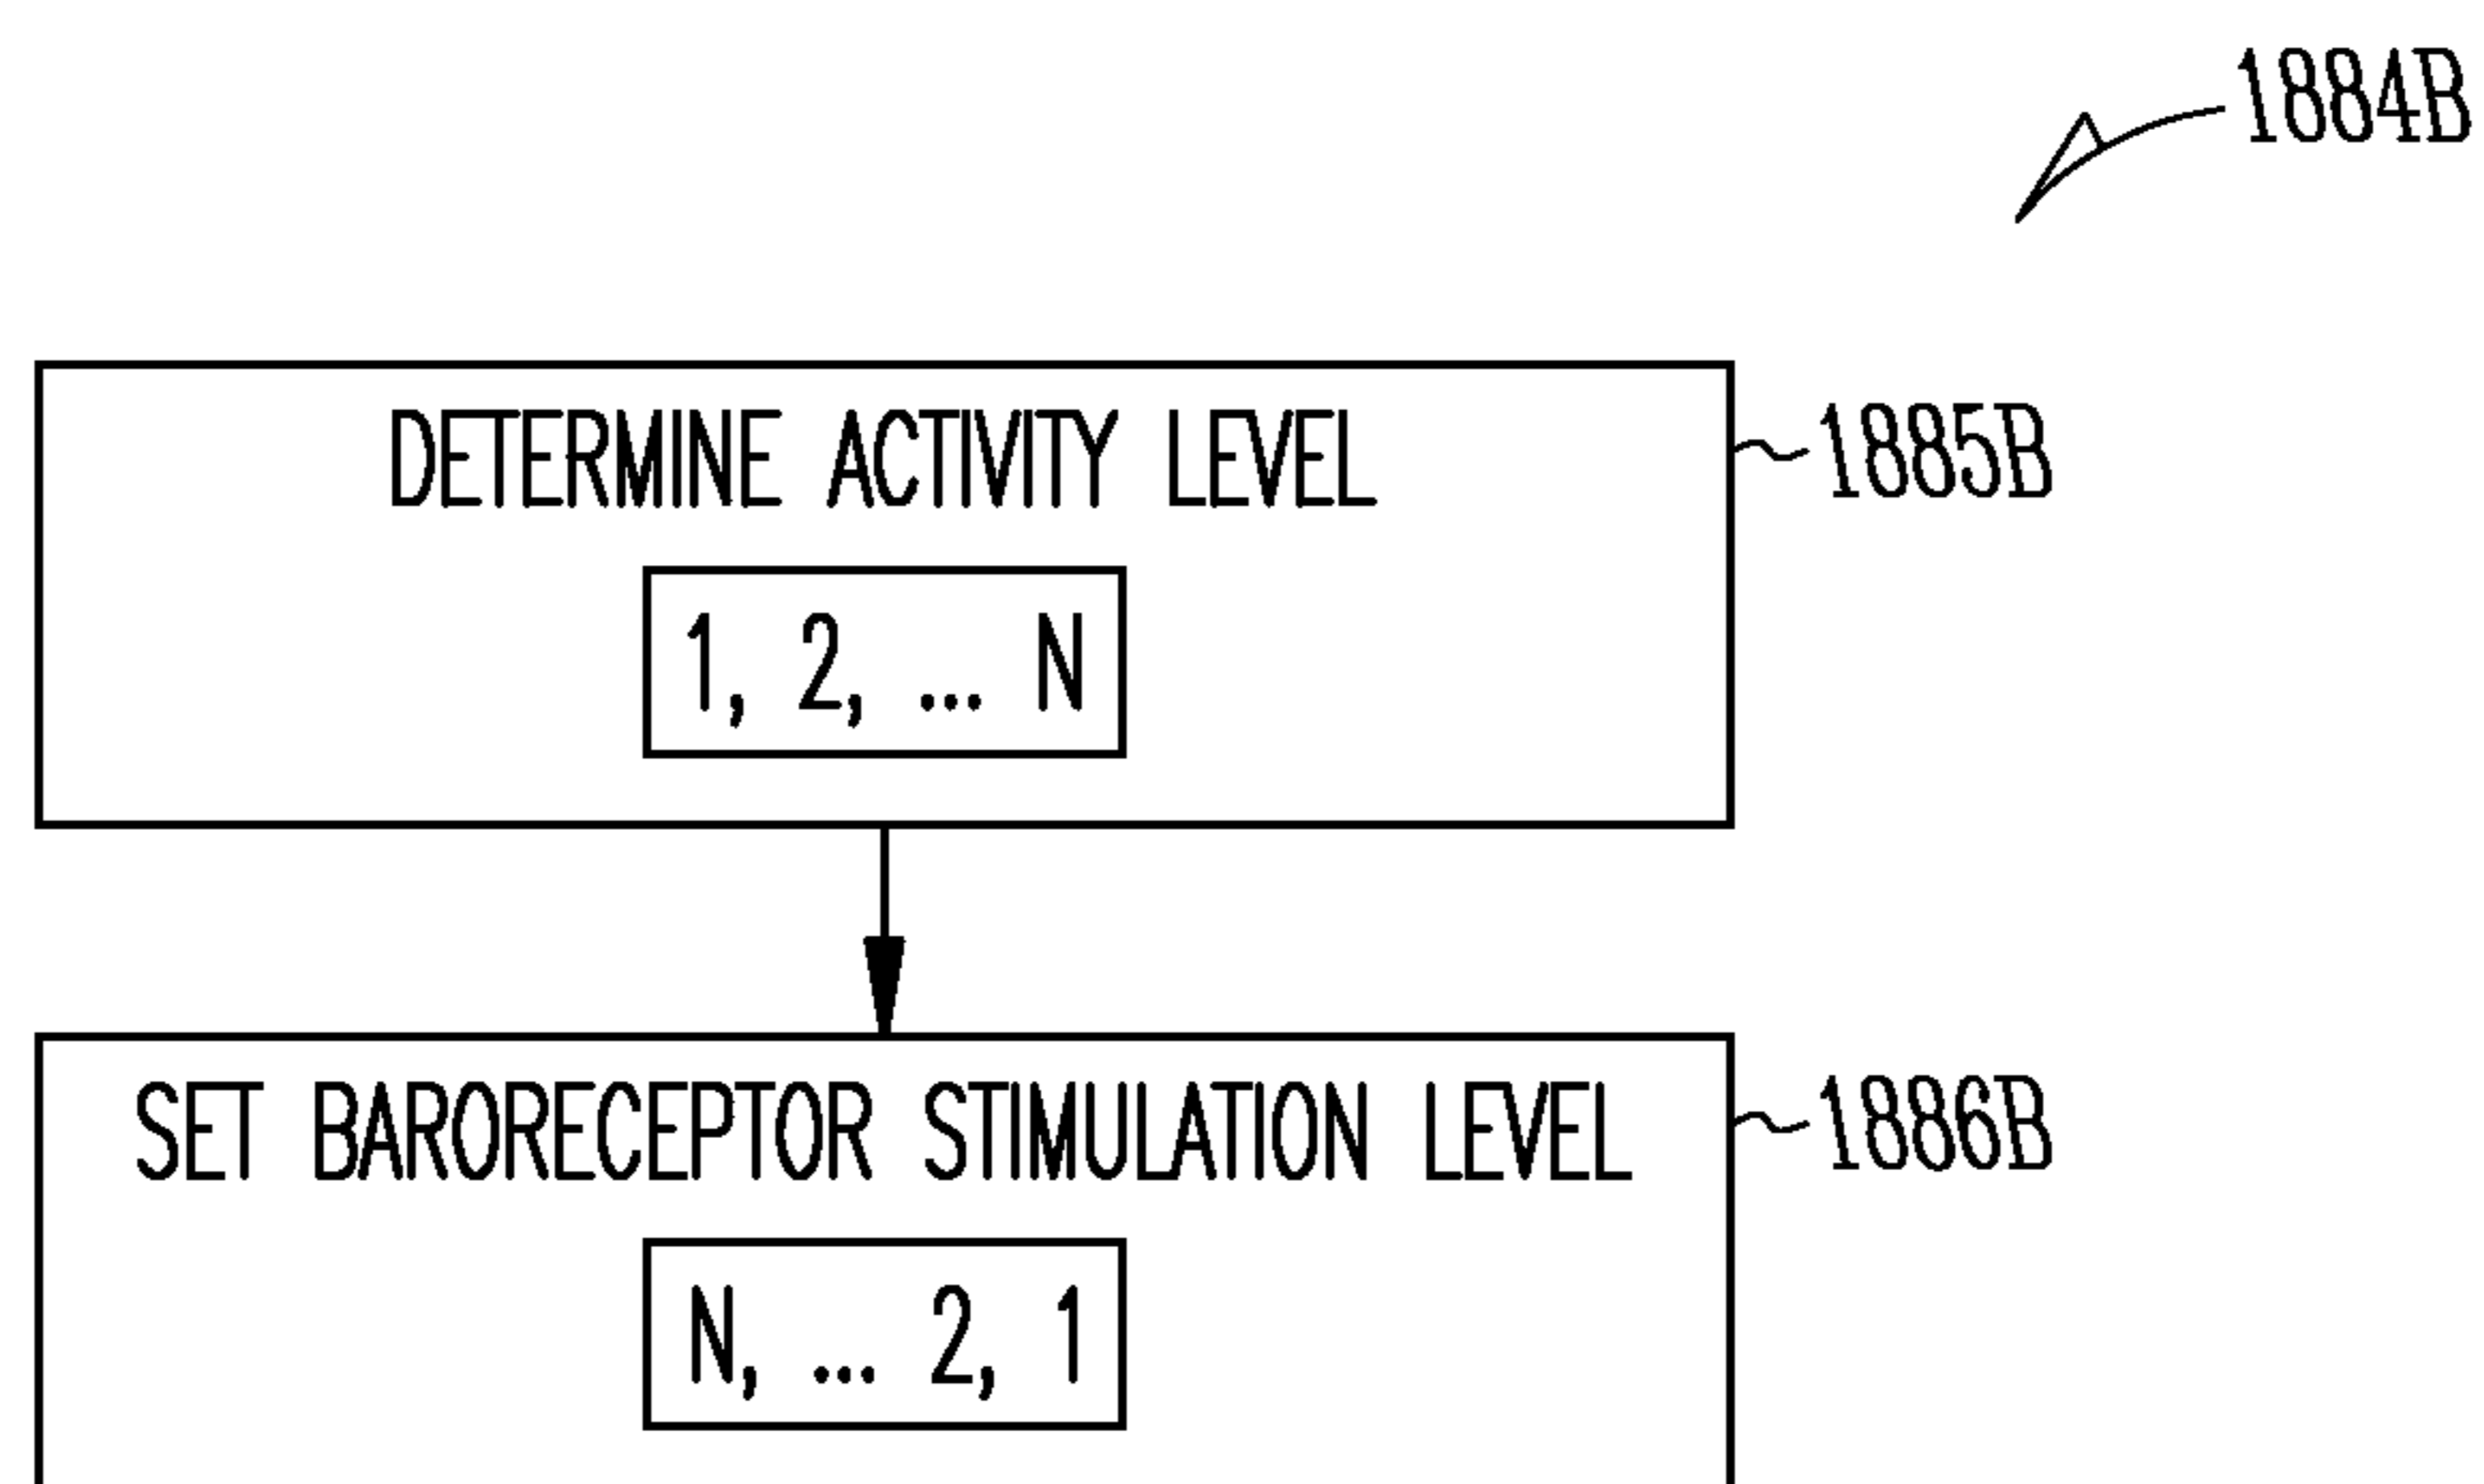 1884B
DETERMINE ACTIVITY LEVEL
1885B
1, 2, ... N
SET BARORECEPTOR STIMULATION LEVEL
1886B
N, ... 2, 1